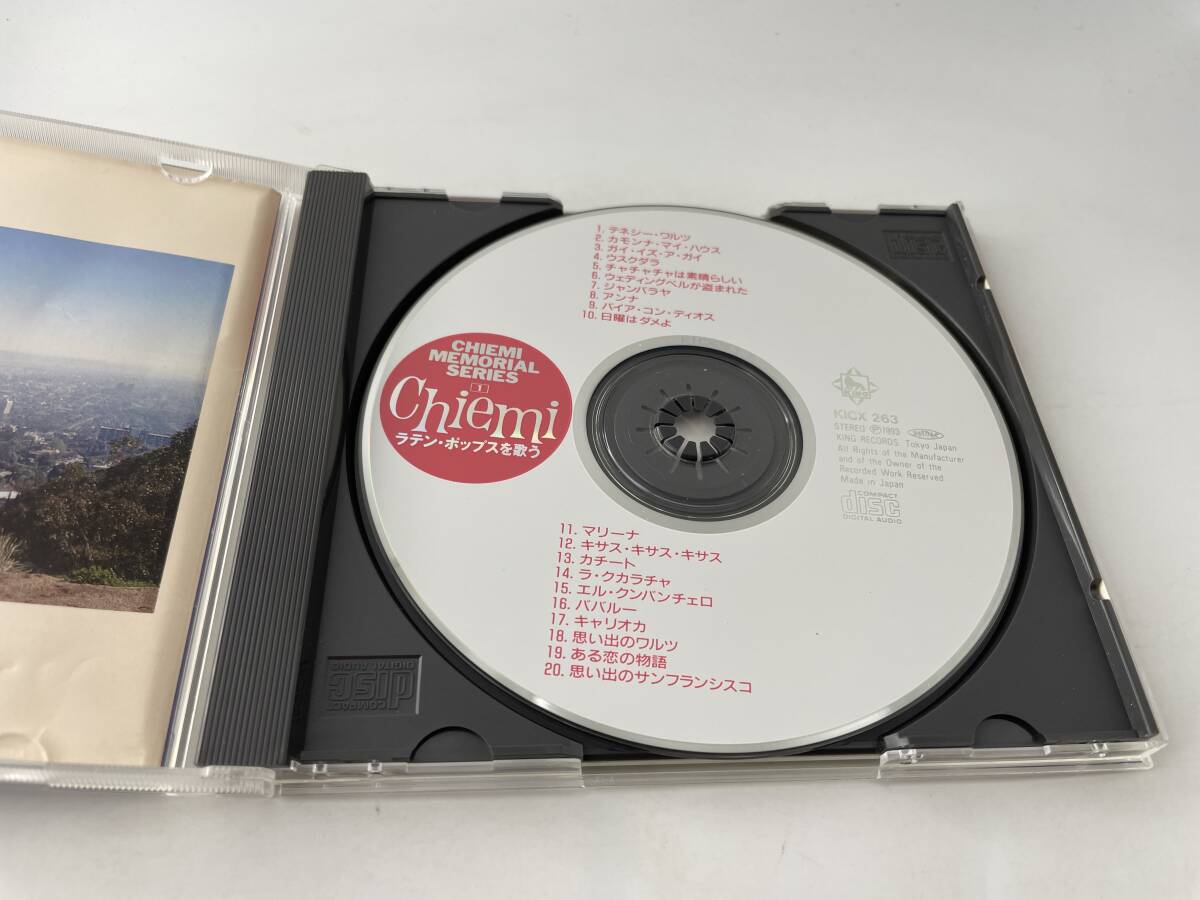 1. テネシー・ワルツ
2. カモンナ・マイ・ハウス
3. ガイ・イズ・ア・ガイ
4. ウスクダラ
5. チャチャチャは素晴らしい
6. ウェディングベルが盗まれた
7. ジャンバラヤ
8. アンナ
9. バイア・コン・ディオス
10. 日曜はダメよ
CHIEMI
MEMORIAL
SERIES
1
Chiemi
ラテン・ポップスを歌う
KICX 263
STEREO Ⓟ1993
KING RECORDS. Tokyo Japan
All Rights of the Manufacturer
and of the Owner of the
Recorded Work Reserved
Made in Japan
COMPACT
disc
DIGITAL AUDIO
11. マリーナ
12. キサス・キサス・キサス
13. カチート
14. ラ・クカラチャ
15. エル・クンバンチェロ
16. ババルー
17. キャリオカ
18. 思い出のワルツ
19. ある恋の物語
20. 思い出のサンフランシスコ
COMPACT
disc
DIGITAL AUDIO
disc